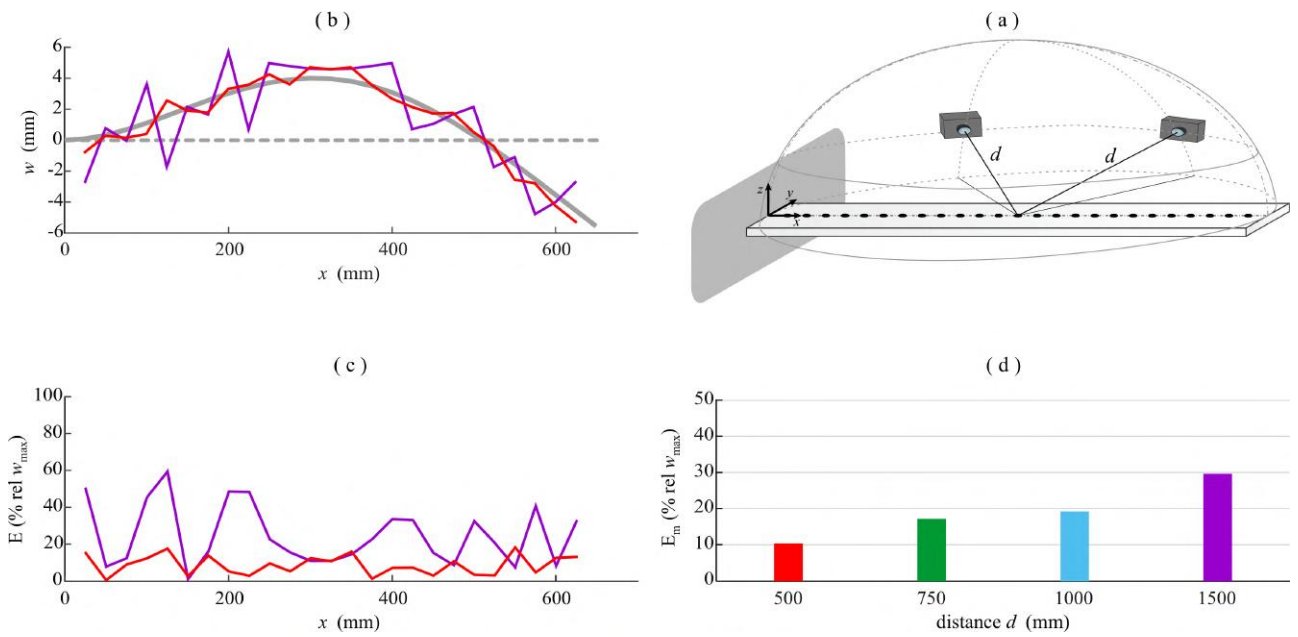 ( b )
6
4
2
0
-2
-4
-6
w (mm)
0
200
400
600
x (mm)
( a )
d
d
z
y
x
( c )
100
80
60
40
20
0
E (% rel w_max)
0
200
400
600
x (mm)
( d )
50
40
30
20
10
0
E_m (% rel w_max)
500
750
1000
1500
distance d (mm)